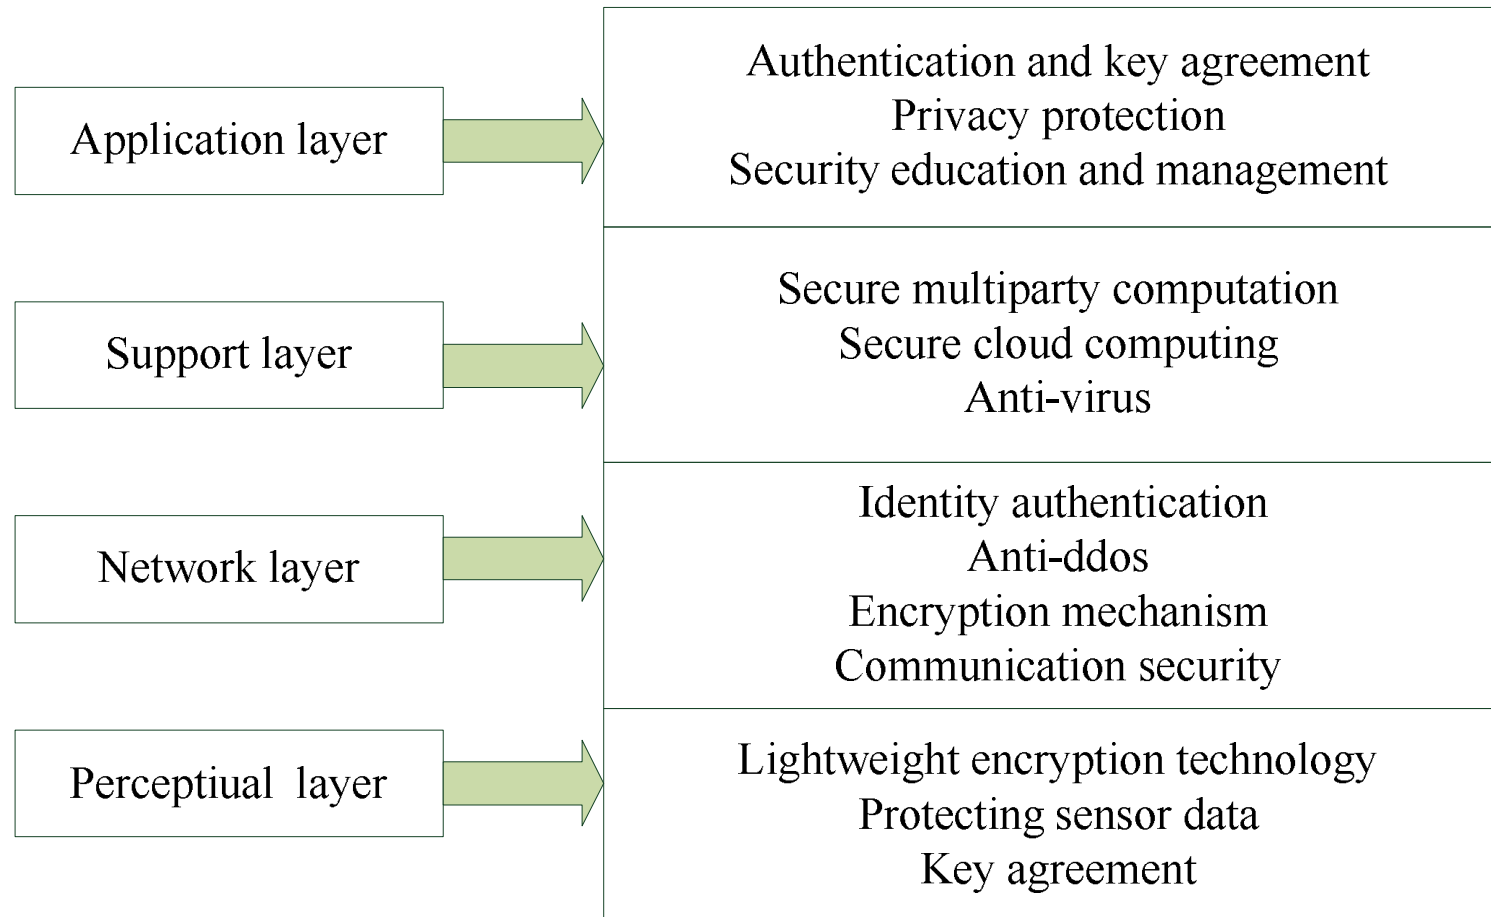 Application layer
Authentication and key agreement
Privacy protection
Security education and management
Support layer
Secure multiparty computation
Secure cloud computing
Anti-virus
Network layer
Identity authentication
Anti-ddos
Encryption mechanism
Communication security
Perceptiual layer
Lightweight encryption technology
Protecting sensor data
Key agreement